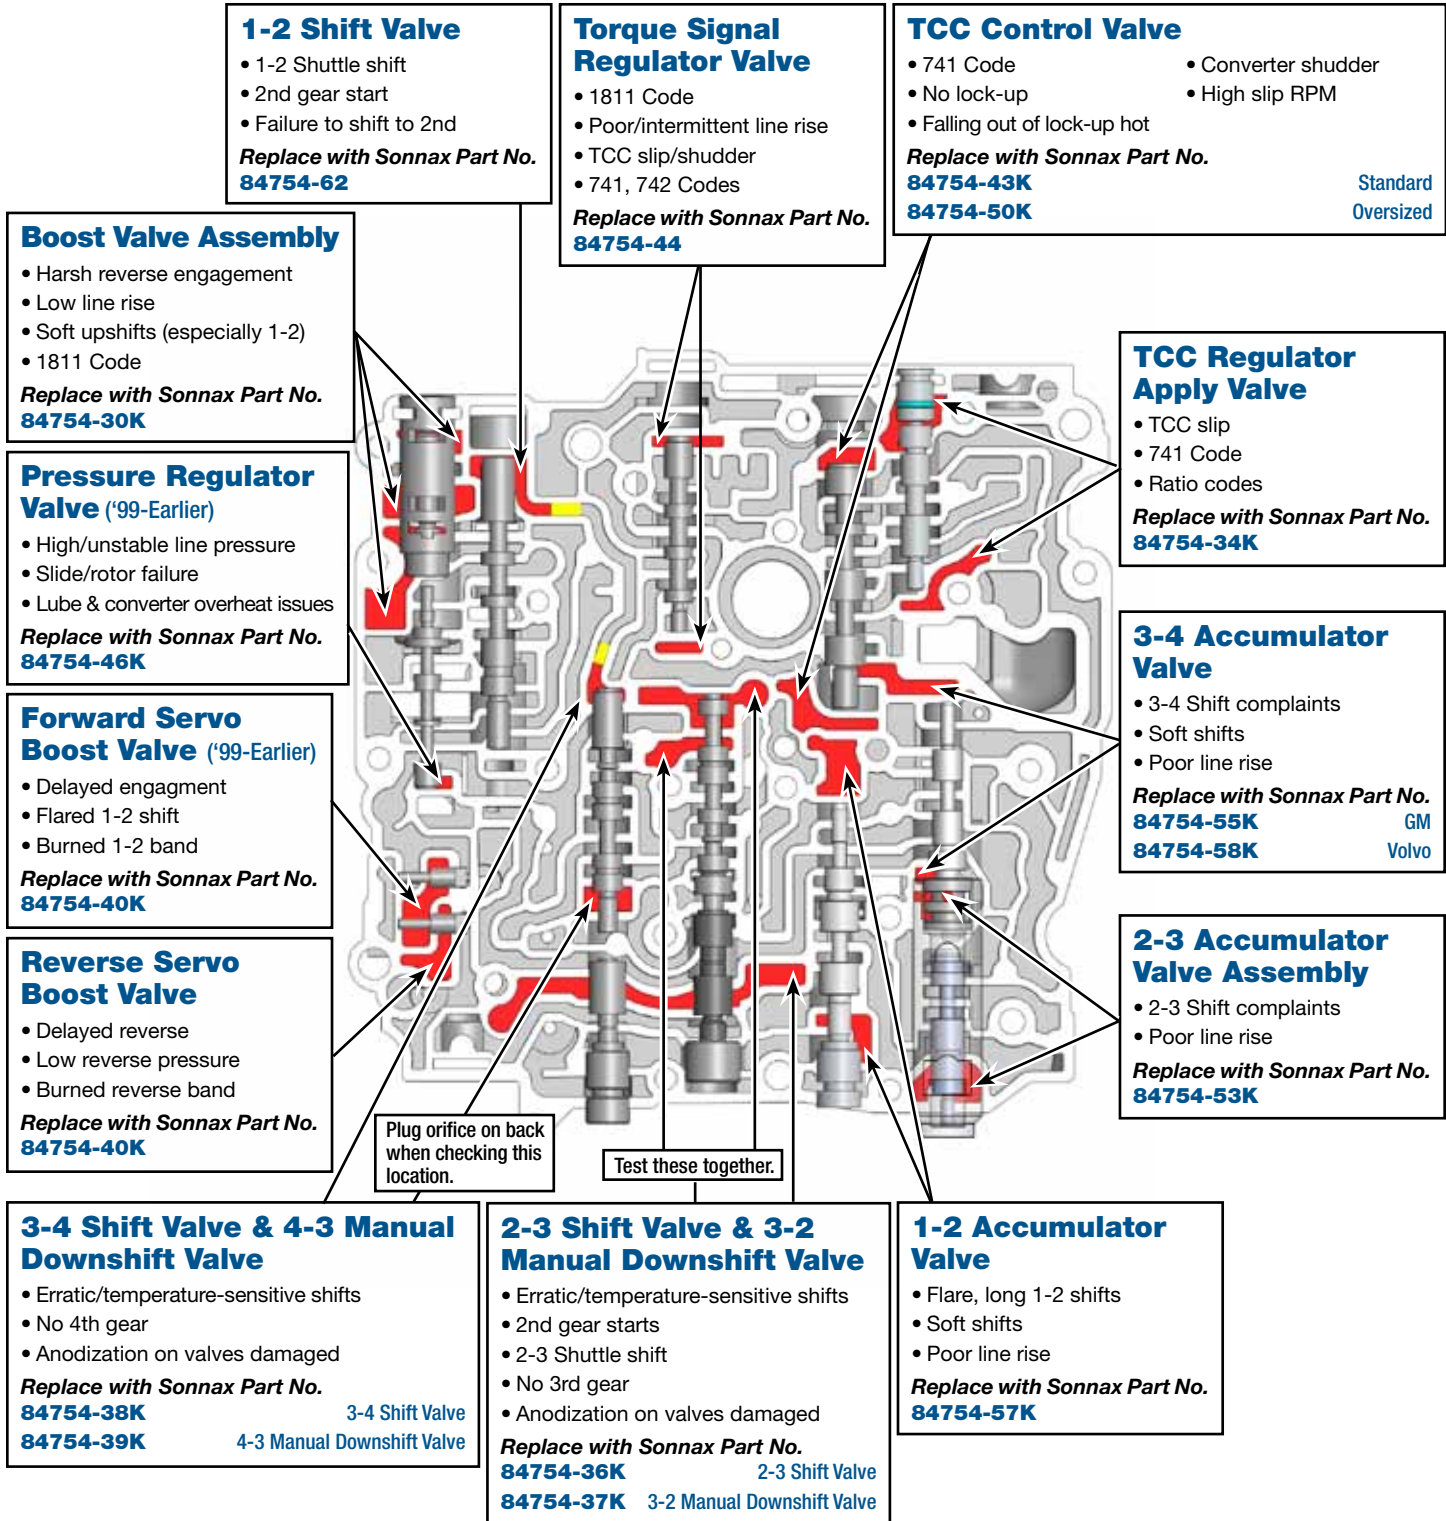 1-2 Shift Valve
• 1-2 Shuttle shift
• 2nd gear start
• Failure to shift to 2nd
Replace with Sonnax Part No.
84754-62
Torque Signal
Regulator Valve
• 1811 Code
• Poor/intermittent line rise
• TCC slip/shudder
• 741, 742 Codes
Replace with Sonnax Part No.
84754-44
TCC Control Valve
• 741 Code
• No lock-up
• Falling out of lock-up hot
• Converter shudder
• High slip RPM
Replace with Sonnax Part No.
84754-43K Standard
84754-50K Oversized
Boost Valve Assembly
• Harsh reverse engagement
• Low line rise
• Soft upshifts (especially 1-2)
• 1811 Code
Replace with Sonnax Part No.
84754-30K
Pressure Regulator
Valve (‘99-Earlier)
• High/unstable line pressure
• Slide/rotor failure
• Lube & converter overheat issues
Replace with Sonnax Part No.
84754-46K
Forward Servo
Boost Valve (‘99-Earlier)
• Delayed engagment
• Flared 1-2 shift
• Burned 1-2 band
Replace with Sonnax Part No.
84754-40K
Reverse Servo
Boost Valve
• Delayed reverse
• Low reverse pressure
• Burned reverse band
Replace with Sonnax Part No.
84754-40K
TCC Regulator
Apply Valve
• TCC slip
• 741 Code
• Ratio codes
Replace with Sonnax Part No.
84754-34K
3-4 Accumulator
Valve
• 3-4 Shift complaints
• Soft shifts
• Poor line rise
Replace with Sonnax Part No.
84754-55K GM
84754-58K Volvo
2-3 Accumulator
Valve Assembly
• 2-3 Shift complaints
• Poor line rise
Replace with Sonnax Part No.
84754-53K
Plug orifice on back
when checking this
location.
Test these together.
3-4 Shift Valve & 4-3 Manual
Downshift Valve
• Erratic/temperature-sensitive shifts
• No 4th gear
• Anodization on valves damaged
Replace with Sonnax Part No.
84754-38K 3-4 Shift Valve
84754-39K 4-3 Manual Downshift Valve
2-3 Shift Valve & 3-2
Manual Downshift Valve
• Erratic/temperature-sensitive shifts
• 2nd gear starts
• 2-3 Shuttle shift
• No 3rd gear
• Anodization on valves damaged
Replace with Sonnax Part No.
84754-36K 2-3 Shift Valve
84754-37K 3-2 Manual Downshift Valve
1-2 Accumulator
Valve
• Flare, long 1-2 shifts
• Soft shifts
• Poor line rise
Replace with Sonnax Part No.
84754-57K